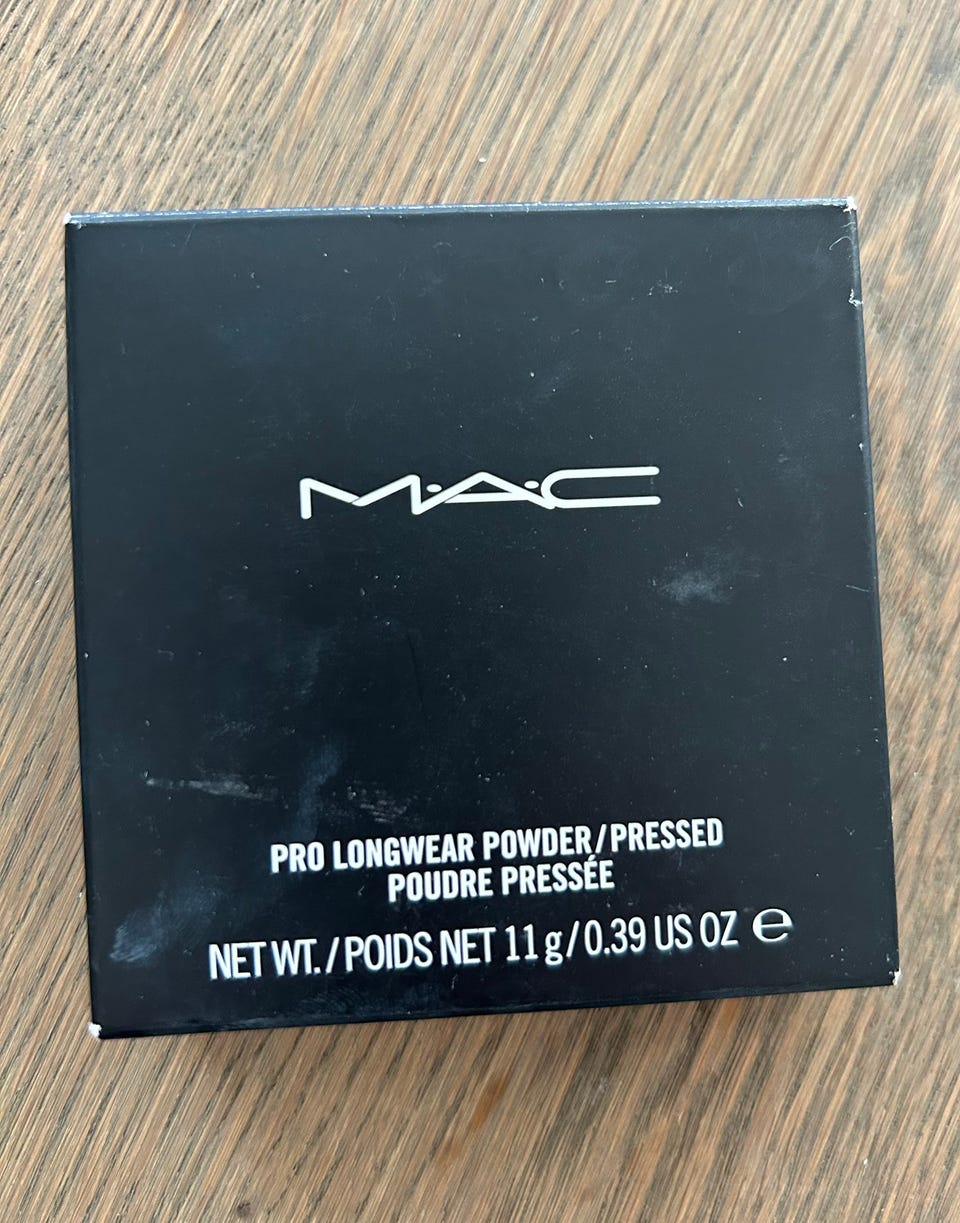 M·A·C
PRO LONGWEAR POWDER/PRESSED
POUDRE PRESSÉE
NET WT./POIDS NET 11 g/0.39 US OZ ℮